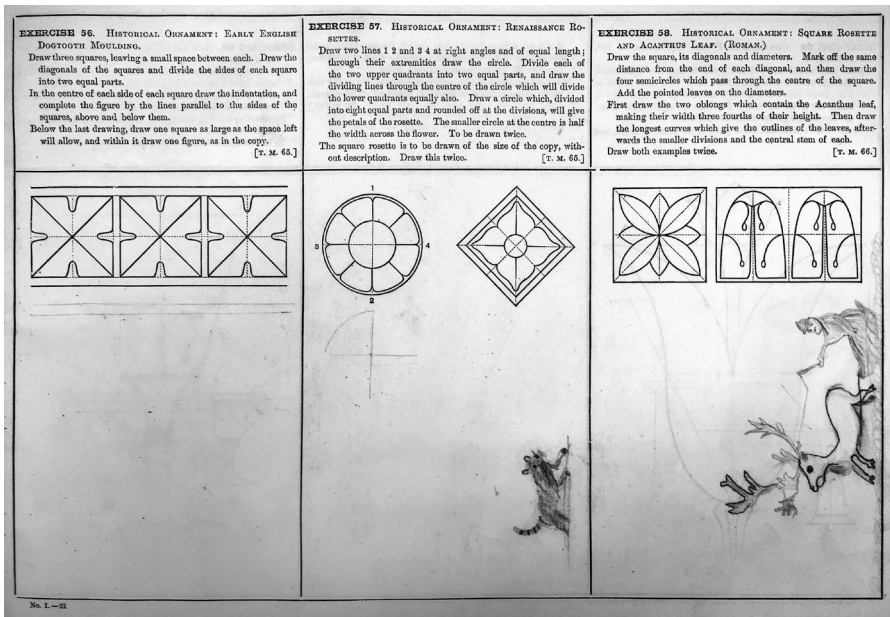 EXERCISE 56. HISTORICAL ORNAMENT: EARLY ENGLISH
DOGTOOTH MOULDING.
Draw three squares, leaving a small space between each. Draw the
diagonals of the squares and divide the sides of each square
into two equal parts.
In the centre of each side of each square draw the indentation, and
complete the figure by the lines parallel to the sides of the
squares, above and below them.
Below the last drawing, draw one square as large as the space left
will allow, and within it draw one figure, as in the copy.
[T. M. 65.]
EXERCISE 57. HISTORICAL ORNAMENT: RENAISSANCE RO-
SETTES.
Draw two lines 1 2 and 3 4 at right angles and of equal length;
through their extremities draw the circle. Divide each of
the two upper quadrants into two equal parts, and draw the
dividing lines through the centre of the circle which will divide
the lower quadrants equally also. Draw a circle which, divided
into eight equal parts and rounded off at the divisions, will give
the petals of the rosette. The smaller circle at the centre is half
the width across the flower. To be drawn twice.
The square rosette is to be drawn of the size of the copy, with-
out description. Draw this twice. [T. M. 65.]
EXERCISE 58. HISTORICAL ORNAMENT: SQUARE ROSETTE
AND ACANTHUS LEAF. (ROMAN.)
Draw the square, its diagonals and diameters. Mark off the same
distance from the end of each diagonal, and then draw the
four semicircles which pass through the centre of the square.
Add the pointed leaves on the diameters.
First draw the two oblongs which contain the Acanthus leaf,
making their width three fourths of their height. Then draw
the longest curves which give the outlines of the leaves, after-
wards the smaller divisions and the central stem of each.
Draw both examples twice. [T. M. 66.]
1
3
4
2
No. I.—21